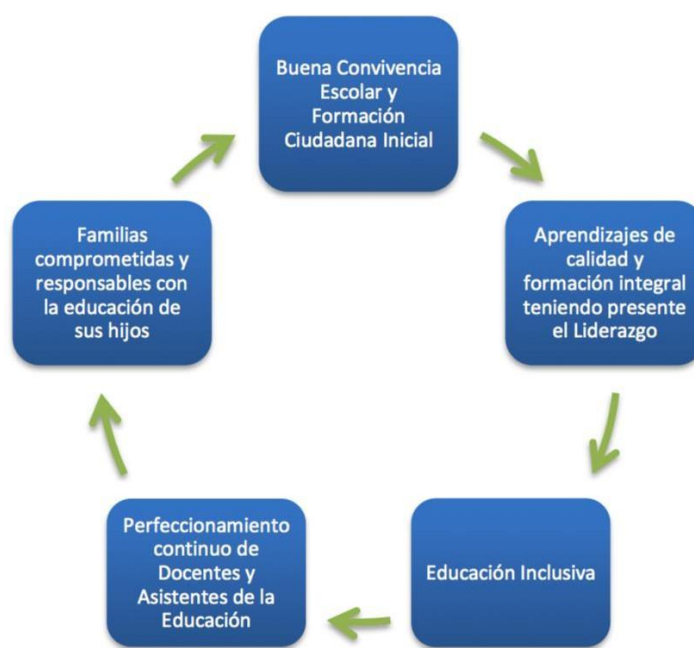 Buena Convivencia
Escolar y
Formación
Ciudadana Inicial
Aprendizajes de
calidad y
formación integral
teniendo presente
el Liderazgo
Educación Inclusiva
Perfeccionamiento
continuo de
Docentes y
Asistentes de la
Educación
Familias
comprometidas y
responsables con
la educación de
sus hijos